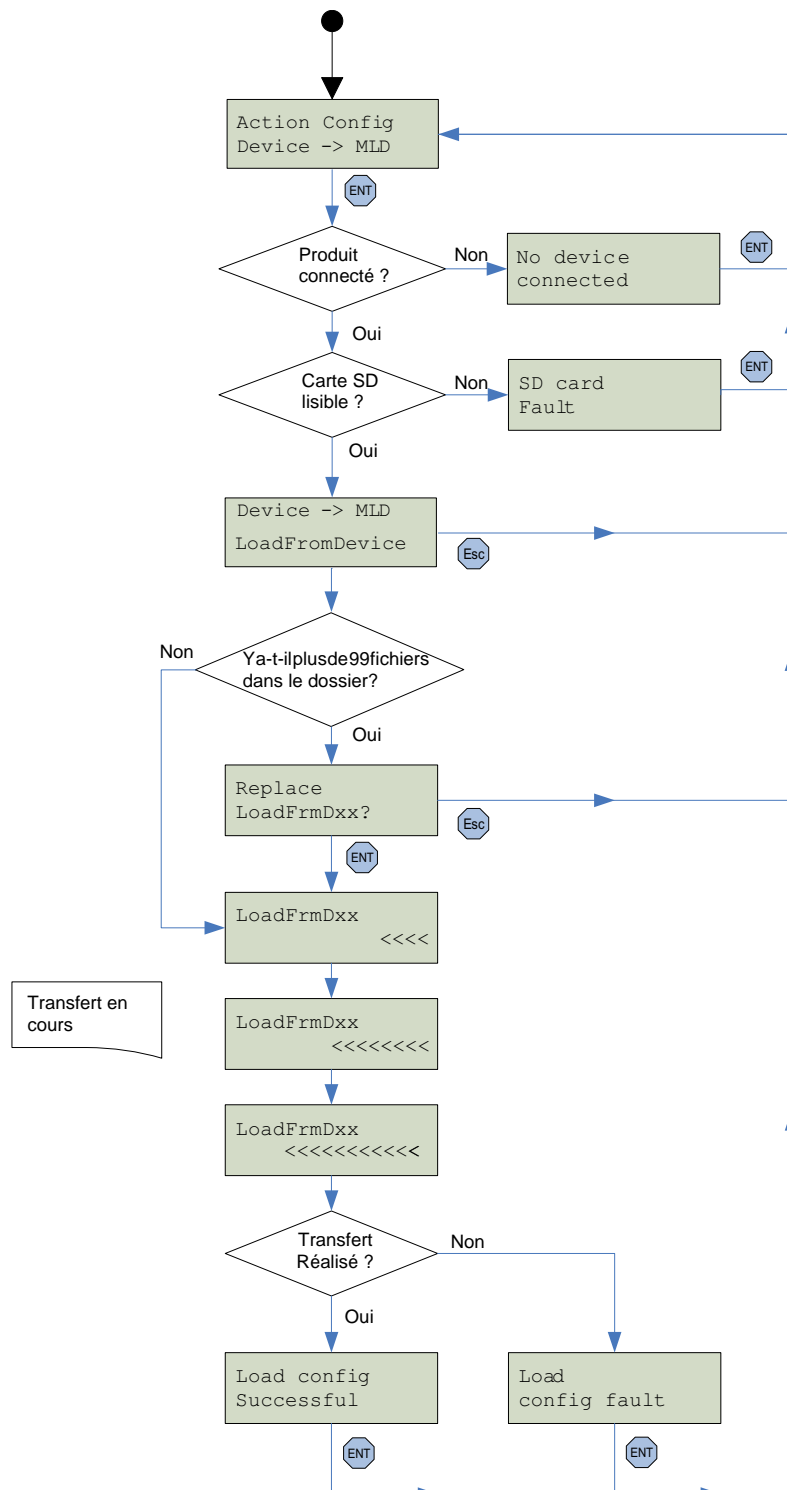 Action Config
Device -> MLD
ENT
Produit
connecté ?
Non
No device
connected
ENT
Oui
Carte SD
lisible ?
Non
SD card
Fault
ENT
Oui
Device -> MLD
LoadFromDevice
Esc
Non
Ya-t-ilplusde99fichiers
dans le dossier?
Oui
Replace
LoadFrmDxx?
Esc
ENT
LoadFrmDxx
<<<<
Transfert en
cours
LoadFrmDxx
<<<<<<<<
LoadFrmDxx
<<<<<<<<<<<
Transfert
Réalisé ?
Non
Oui
Load config
Successful
Load
config fault
ENT
ENT